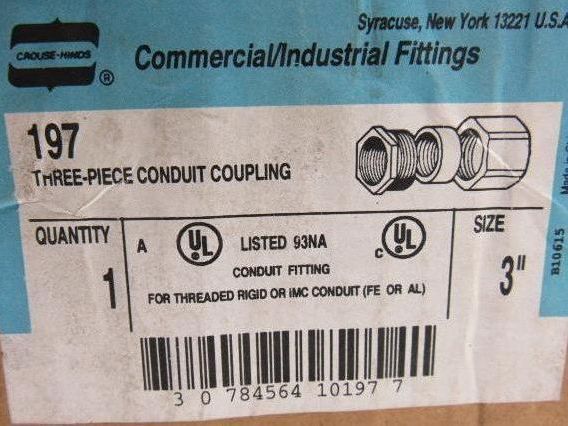 Syracuse, New York 13221 U.S.A
CROUSE-HINDS
®
Commercial/Industrial Fittings
197
THREE-PIECE CONDUIT COUPLING
Made in
QUANTITY
1
A
UL
LISTED 93NA
c UL
CONDUIT FITTING
FOR THREADED RIGID OR IMC CONDUIT (FE OR AL)
SIZE
3"
B10615
3 0 784564 10197 7